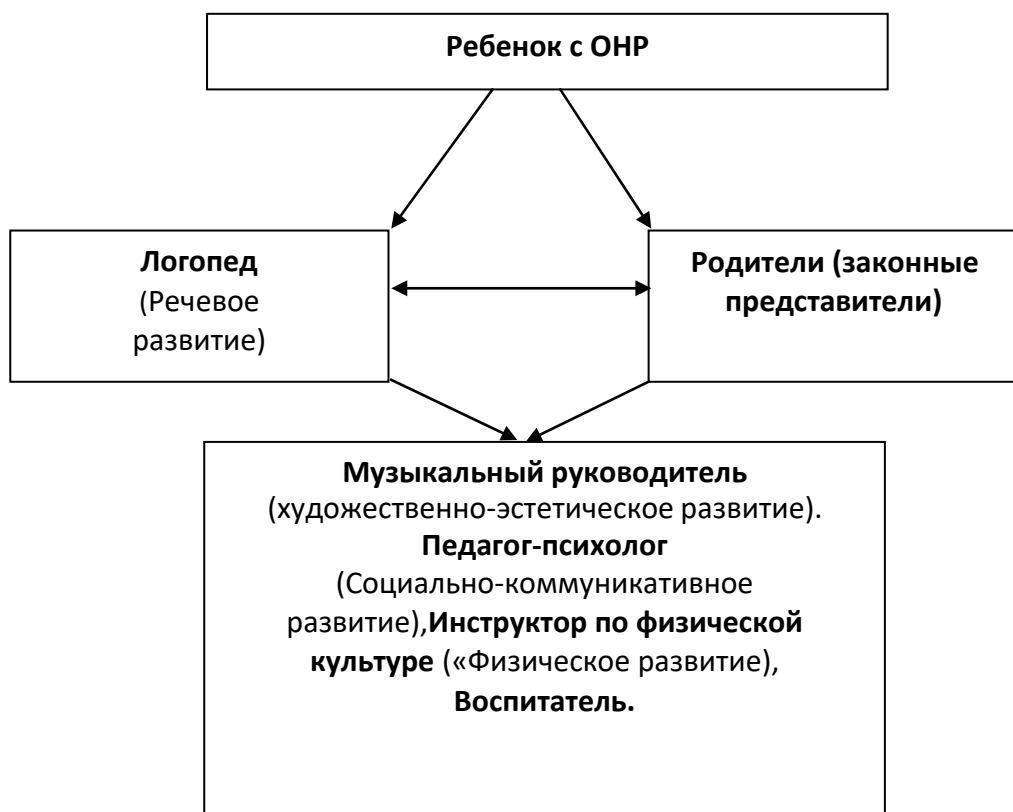 Ребенок с ОНР
Логопед
(Речевое
развитие)
Родители (законные
представители)
Музыкальный руководитель
(художественно-эстетическое развитие).
Педагог-психолог
(Социально-коммуникативное
развитие),Инструктор по физической
культуре («Физическое развитие),
Воспитатель.